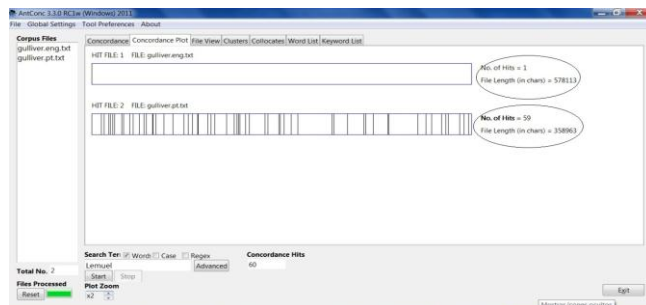 AntConc 3.3.0 RC1w (Windows) 2011
File Global Settings Tool Preferences About
Corpus Files
gulliver.eng.txt
gulliver.pt.txt
Concordance Concordance Plot File View Clusters Collocates Word List Keyword List
HIT FILE: 1 FILE: gulliver.eng.txt
No. of Hits = 1
File Length (in chars) = 578113
HIT FILE: 2 FILE: gulliver.pt.txt
No. of Hits = 59
File Length (in chars) = 358963
Search Ter: Words Case Regex Concordance Hits
Lemuel Advanced 60
Start Stop
Total No. 2
Files Processed
Plot Zoom
Reset
x2
Exit
Mostrar ícones ocultos